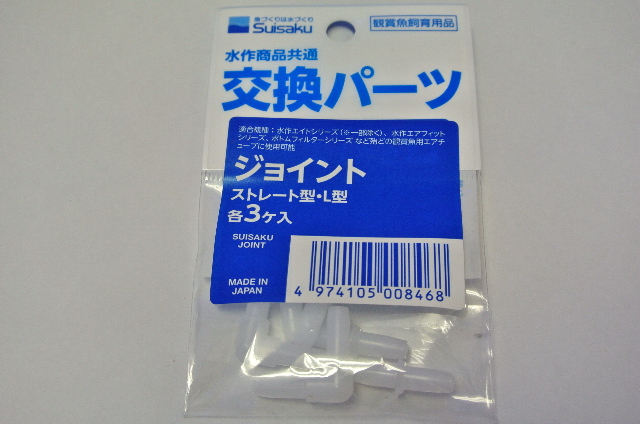 魚づくりは水づくり
Suisaku
観賞魚飼育用品
水作商品共通
交換パーツ
適合機種:水作エイトシリーズ(※一部除く)、水作エアフィット
シリーズ、ボトムフィルターシリーズなど殆どの観賞魚用エアチ
ューブに使用可能
ジョイント
ストレート型・L型
各3ケ入
SUISAKU
JOINT
MADE IN
JAPAN
4 974105 008468